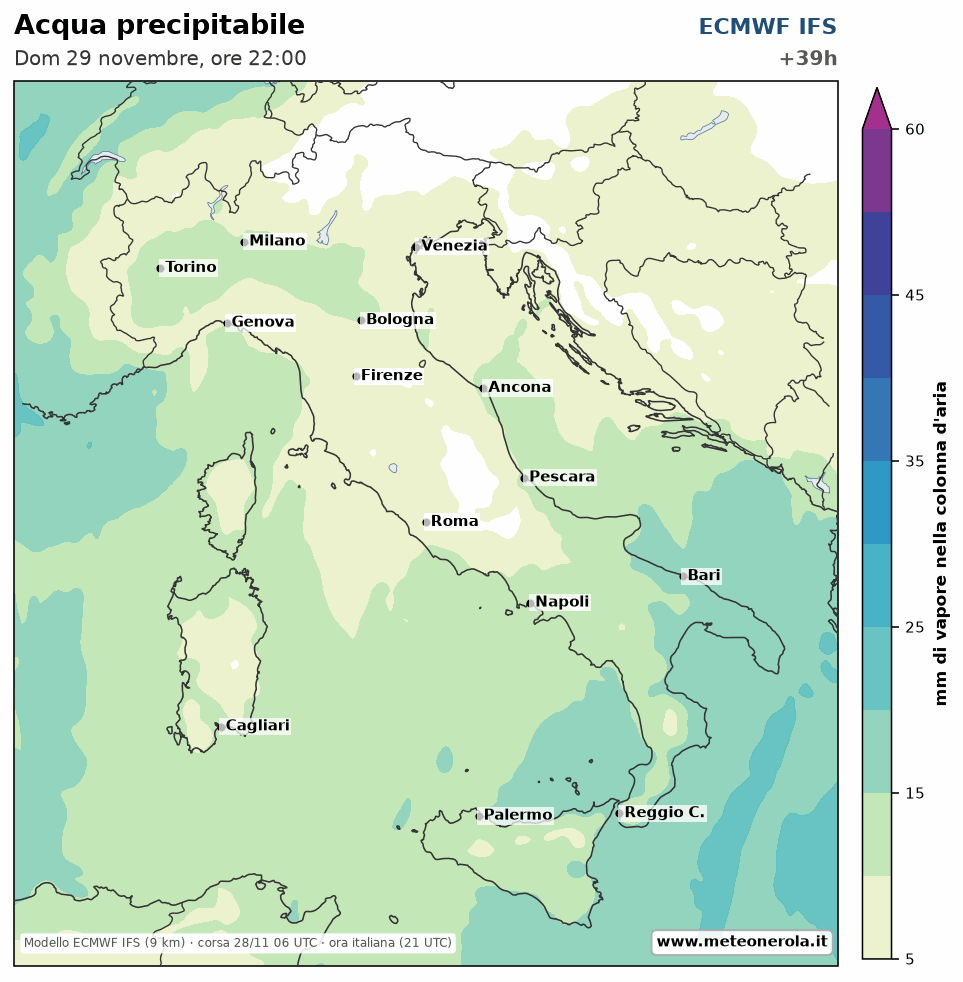 Acqua precipitabile
ECMWF IFS
Dom 29 novembre, ore 22:00
+39h
Milano
Venezia
Torino
Genova
Bologna
Firenze
Ancona
Pescara
Roma
Bari
Napoli
Cagliari
Palermo
Reggio C.
60
45
35
25
15
5
mm di vapore nella colonna d'aria
Modello ECMWF IFS (9 km) · corsa 28/11 06 UTC · ora italiana (21 UTC)
www.meteonerola.it